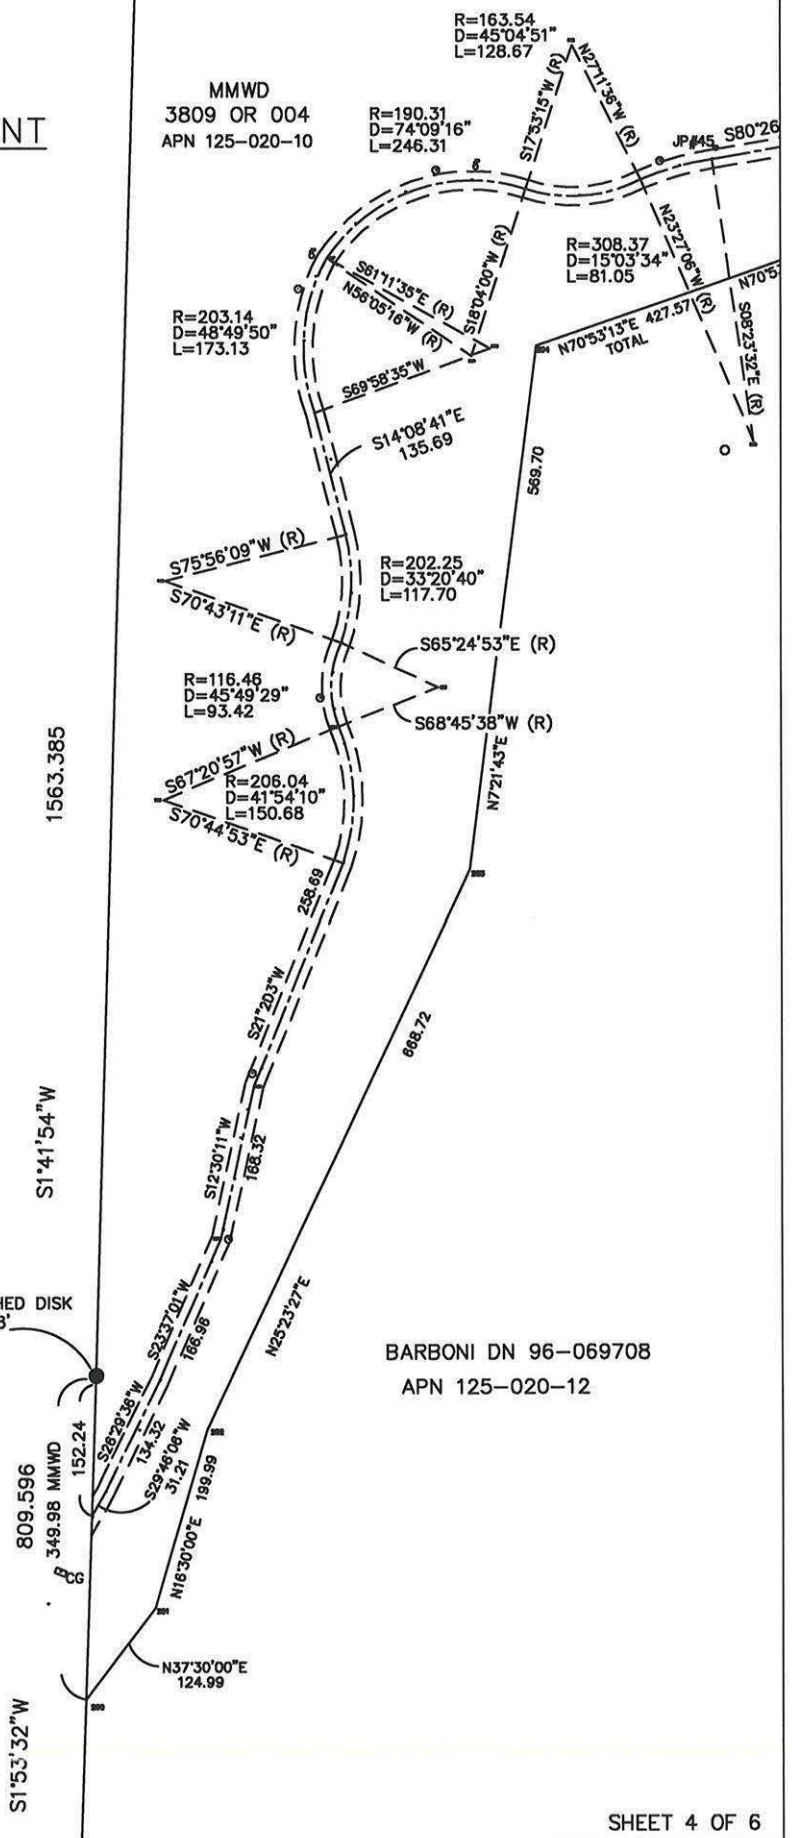 NT
MMWD
3809 OR 004
APN 125-020-10
R=163.54
D=45°04'51"
L=128.67
R=190.31
D=74°09'16"
L=246.31
S17°53'15"W (R)
N27°11'36"W (R)
JP#45
S80°26
R=308.37
D=15°03'34"
L=81.05
N23°27'06"W (R)
S18°04'00"W (R)
S61°11'35"E (R)
N56°05'16"W (R)
R=203.14
D=48°49'50"
L=173.13
N70°53'13"E 427.57
TOTAL
N70°53
S08°23'32"E (R)
S69°58'35"W
S14°08'41"E
135.69
569.70
S75°56'09"W (R)
R=202.25
D=33°20'40"
L=117.70
S70°43'11"E (R)
S65°24'53"E (R)
R=116.46
D=45°49'29"
L=93.42
S68°45'38"W (R)
N7°21'43"E
1563.385
S67°20'57"W (R)
R=206.04
D=41°54'10"
L=150.68
S70°44'53"E (R)
203
258.69
S21°2D3"W
668.72
S1°41'54"W
S12°30'11"W
168.32
HED DISK
S23°37'01"W
166.96
N25°23'27"E
BARBONI DN 96-069708
APN 125-020-12
S28°29'36"W
134.32
S29°46'06"W
31.21
152.24
349.98 MMWD
809.596
CG
199.99
N16°30'00"E
201
N37°30'00"E
124.99
200
S1°53'32"W
SHEET 4 OF 6